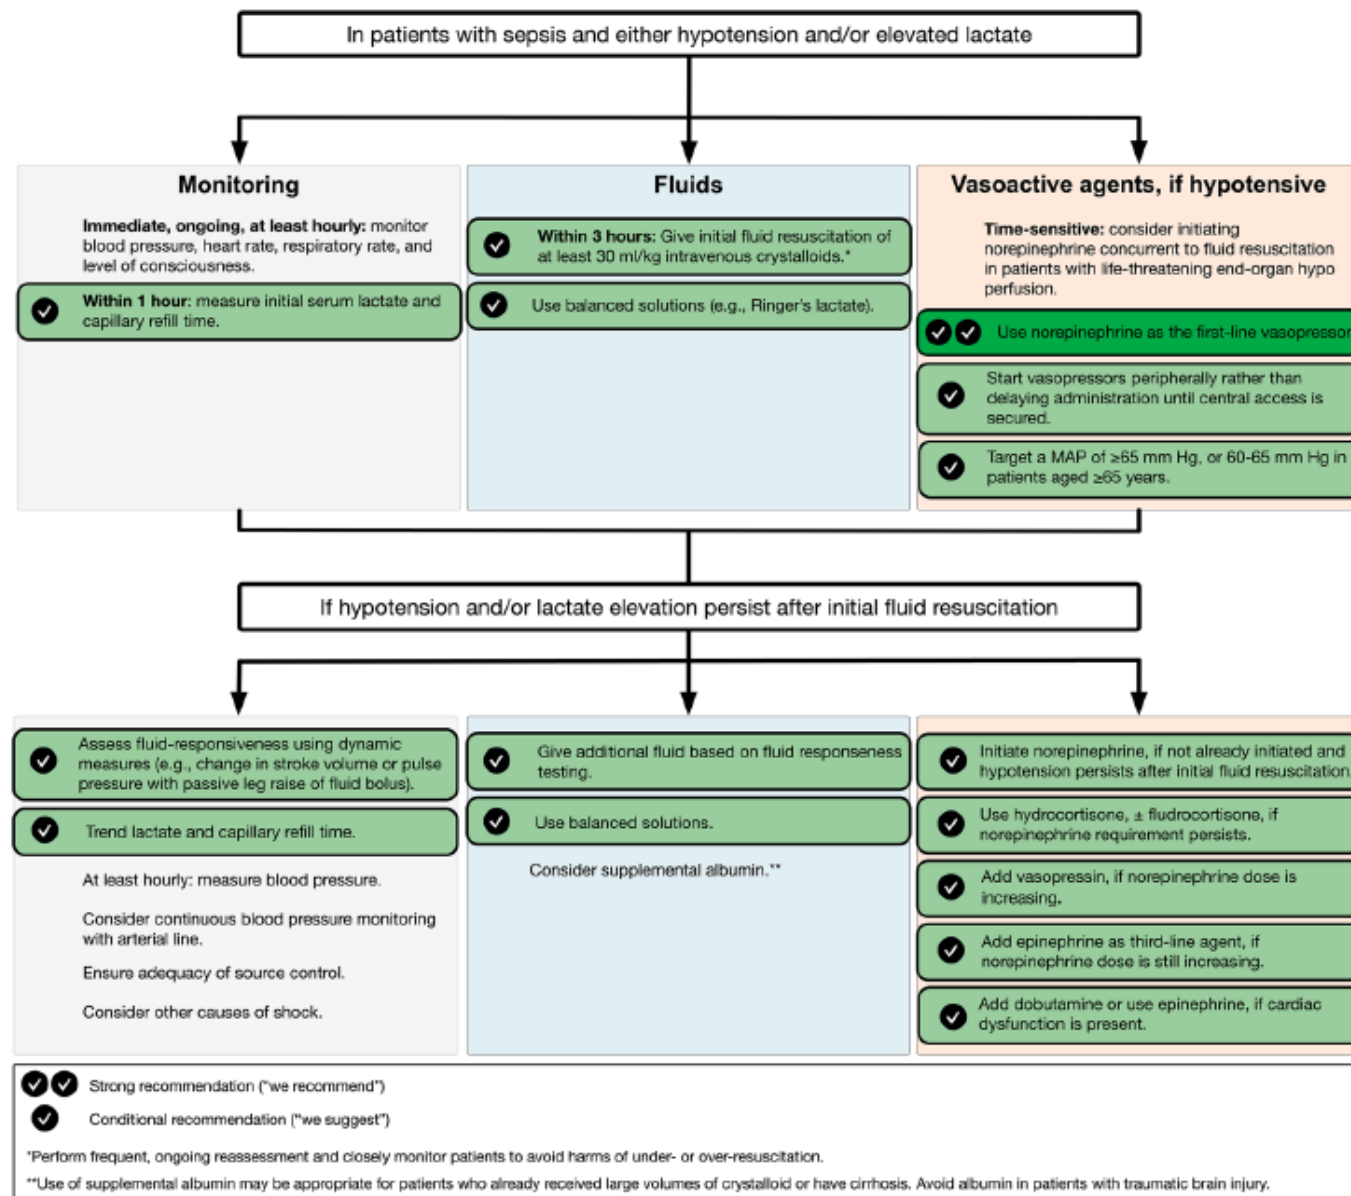 In patients with sepsis and either hypotension and/or elevated lactate
Monitoring
Immediate, ongoing, at least hourly: monitor
blood pressure, heart rate, respiratory rate, and
level of consciousness.
Within 1 hour: measure initial serum lactate and
capillary refill time.
Fluids
Within 3 hours: Give initial fluid resuscitation of
at least 30 ml/kg intravenous crystalloids.*
Use balanced solutions (e.g., Ringer's lactate).
Vasoactive agents, if hypotensive
Time-sensitive: consider initiating
norepinephrine concurrent to fluid resuscitation
in patients with life-threatening end-organ hypo
perfusion.
Use norepinephrine as the first-line vasopressor
Start vasopressors peripherally rather than
delaying administration until central access is
secured.
Target a MAP of ≥65 mm Hg, or 60-65 mm Hg in
patients aged ≥65 years.
If hypotension and/or lactate elevation persist after initial fluid resuscitation
Assess fluid-responsiveness using dynamic
measures (e.g., change in stroke volume or pulse
pressure with passive leg raise of fluid bolus).
Trend lactate and capillary refill time.
At least hourly: measure blood pressure.
Consider continuous blood pressure monitoring
with arterial line.
Ensure adequacy of source control.
Consider other causes of shock.
Give additional fluid based on fluid responseness
testing.
Use balanced solutions.
Consider supplemental albumin.**
Initiate norepinephrine, if not already initiated and
hypotension persists after initial fluid resuscitation.
Use hydrocortisone, ± fludrocortisone, if
norepinephrine requirement persists.
Add vasopressin, if norepinephrine dose is
increasing.
Add epinephrine as third-line agent, if
norepinephrine dose is still increasing.
Add dobutamine or use epinephrine, if cardiac
dysfunction is present.
Strong recommendation ("we recommend")
Conditional recommendation ("we suggest")
*Perform frequent, ongoing reassessment and closely monitor patients to avoid harms of under- or over-resuscitation.
**Use of supplemental albumin may be appropriate for patients who already received large volumes of crystalloid or have cirrhosis. Avoid albumin in patients with traumatic brain injury.